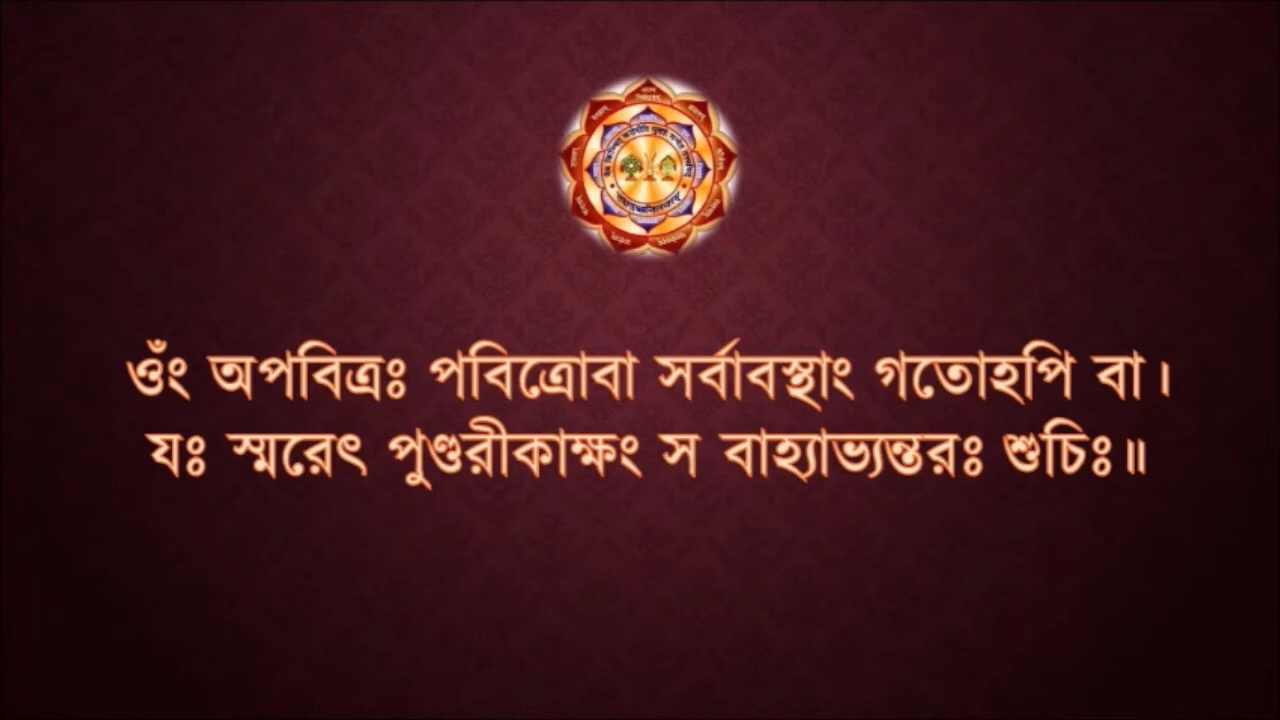 ওঁং অপবিত্রঃ পবিত্রোবা সর্বাবস্থাং গতোহপি বা।
যঃ স্মরেৎ পুণ্ডরীকাক্ষং স বাহ্যাভ্যন্তরঃ শুচিঃ॥